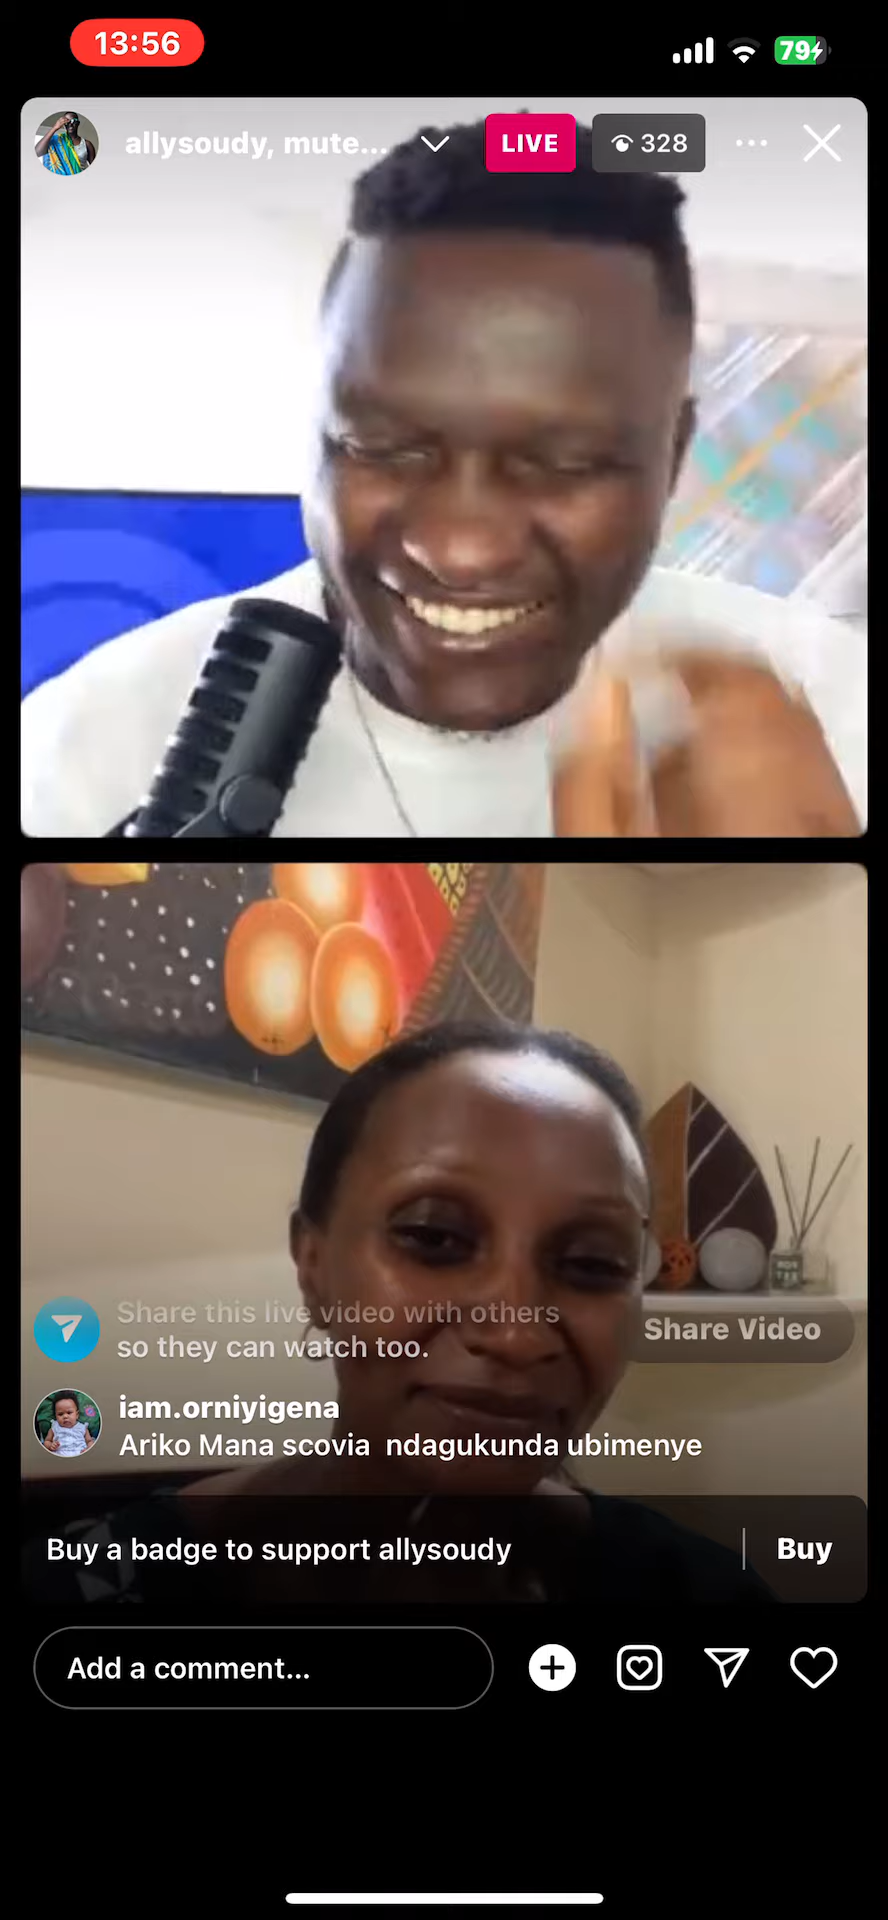 13:56
79
allysoudy, mute...
LIVE
328
Share this live video with others
so they can watch too.
Share Video
iam.orniyigena
Ariko Mana scovia ndagukunda ubimenye
Buy a badge to support allysoudy
Buy
Add a comment...